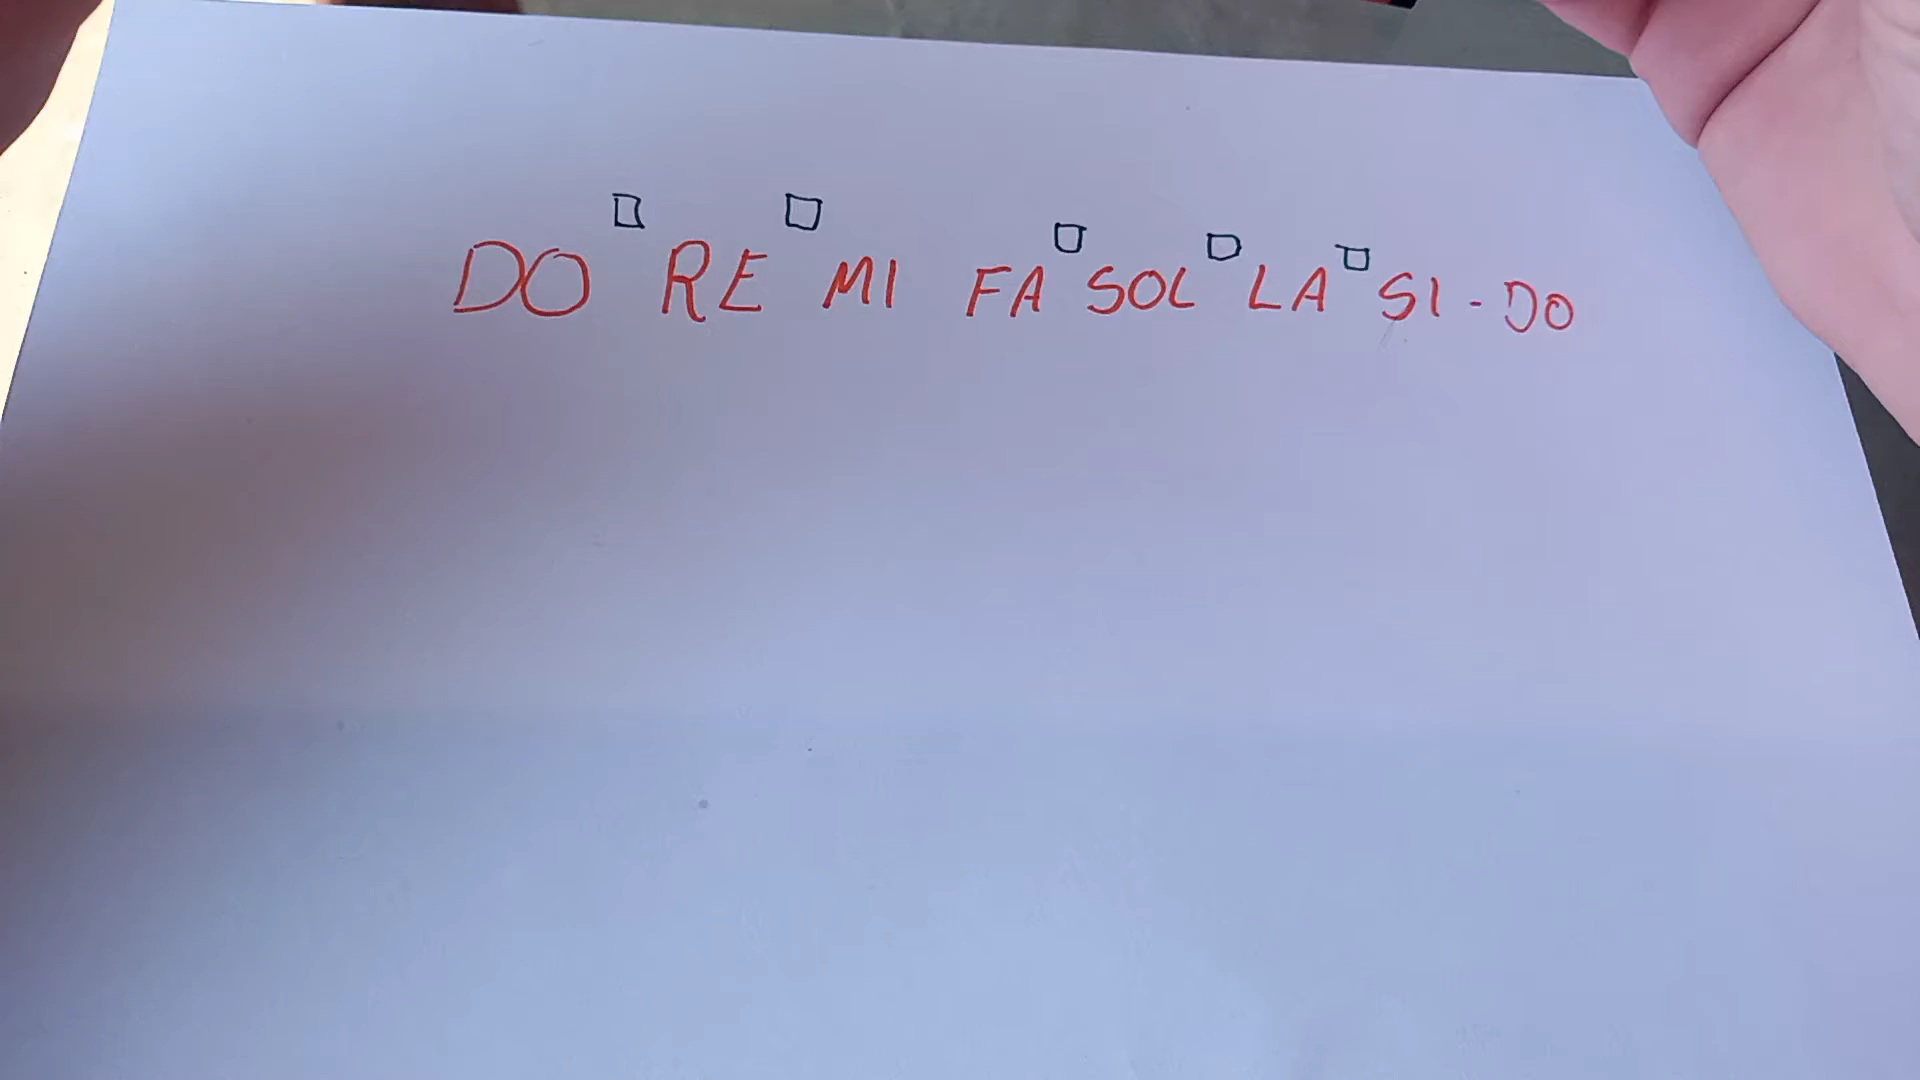 DO RE MI FA SOL LA SI - DO